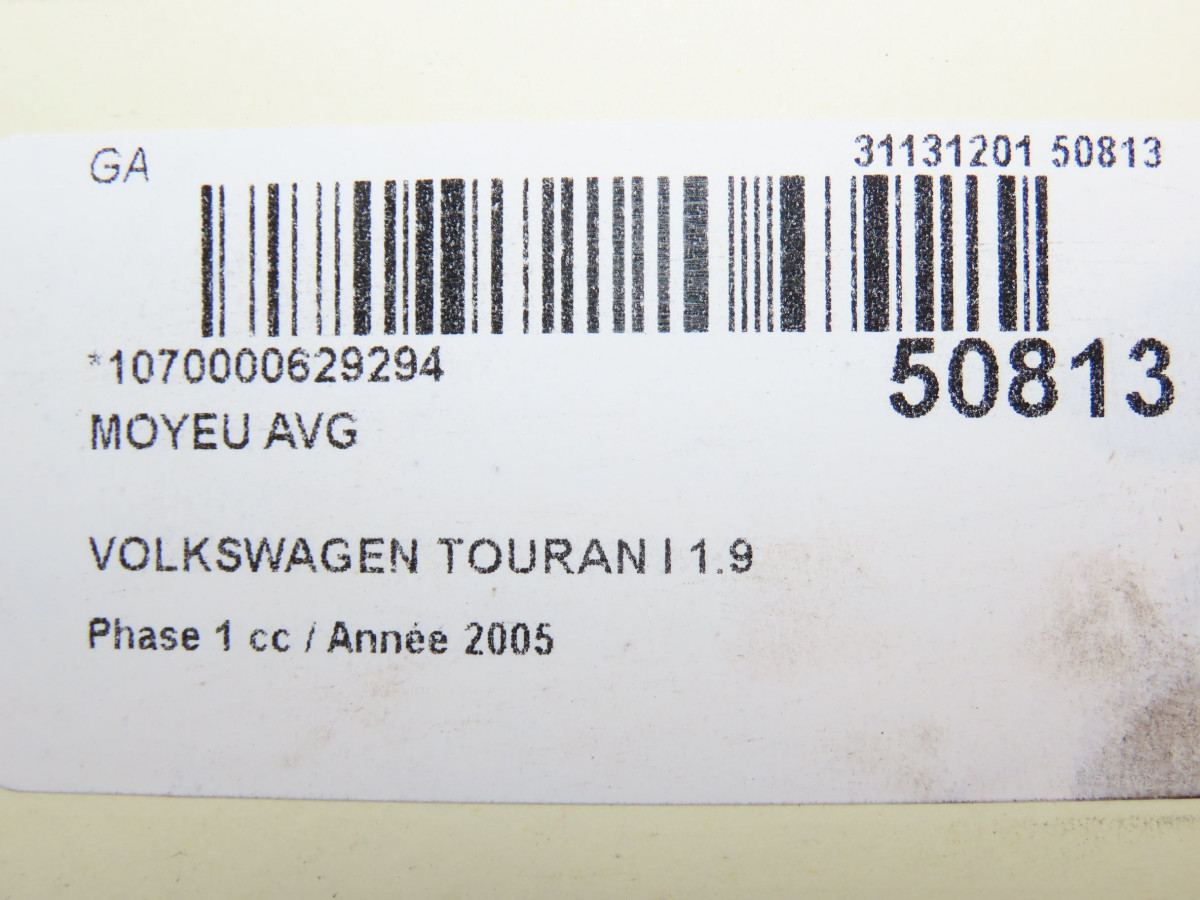 GA
31131201 50813
*1070000629294
50813
MOYEU AVG
VOLKSWAGEN TOURAN I 1.9
Phase 1 cc / Année 2005